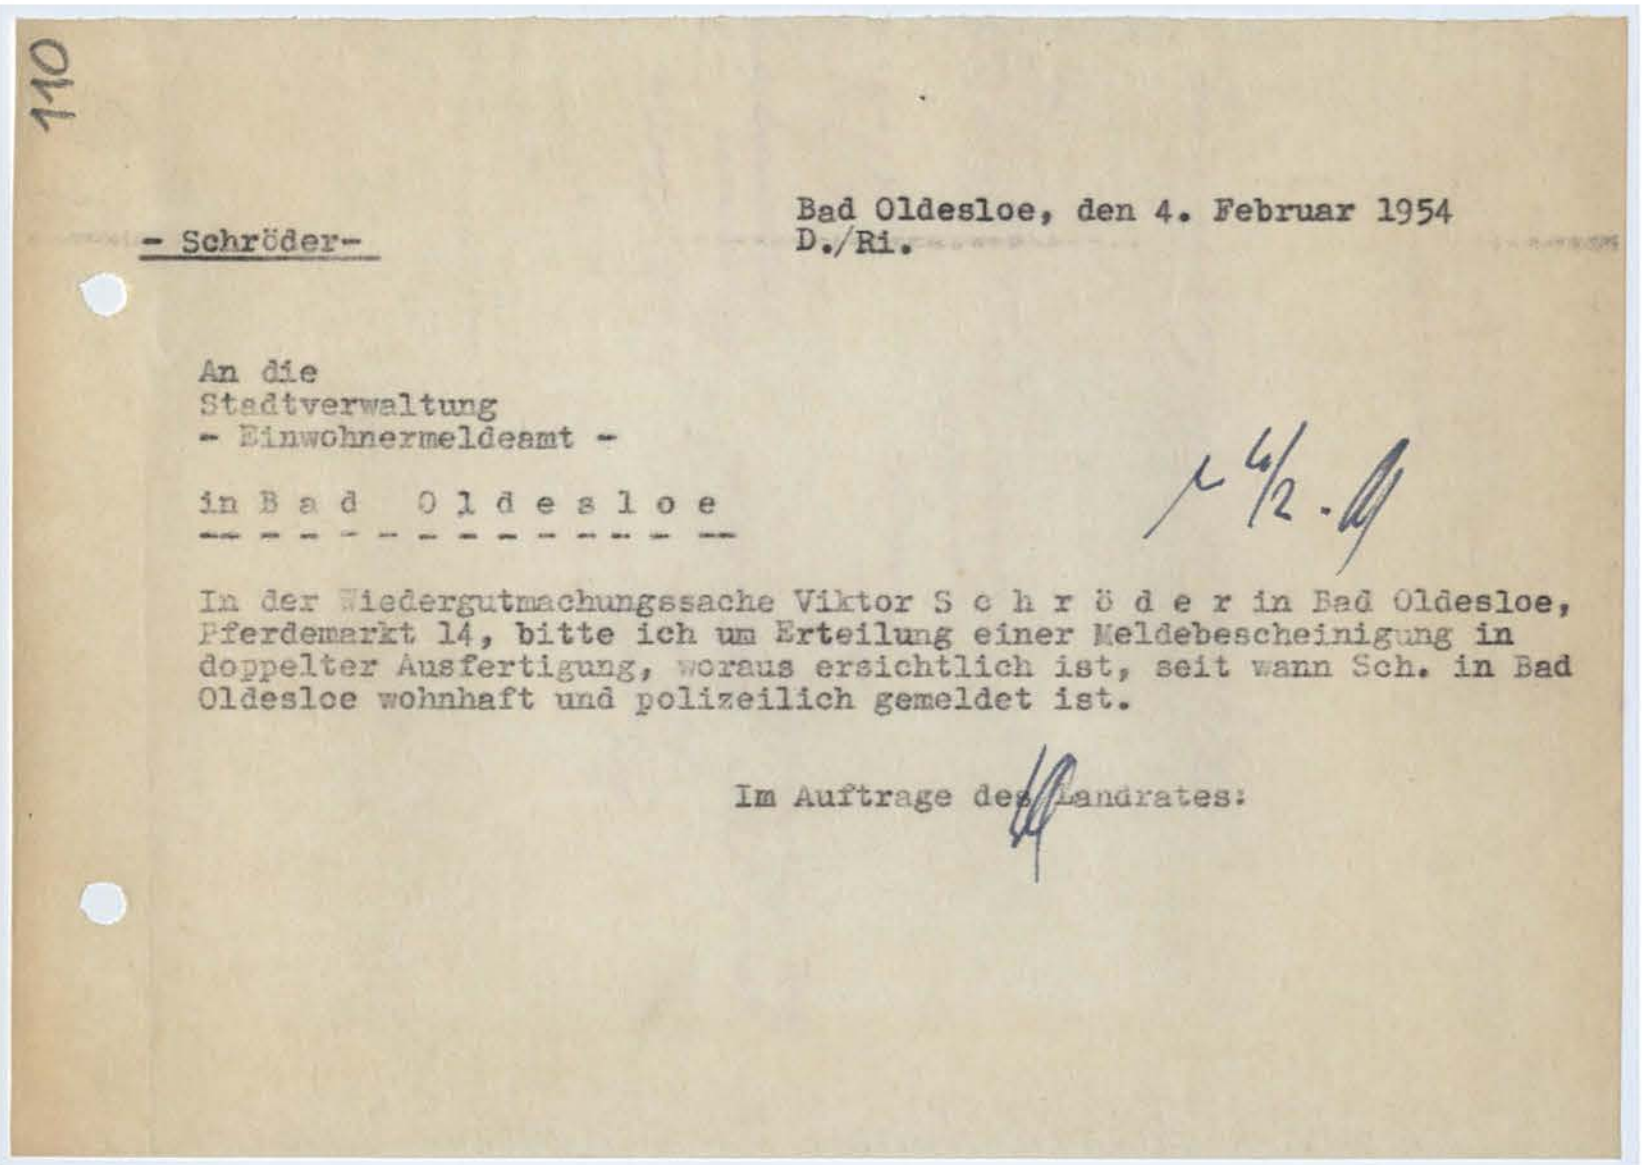 110
Bad Oldesloe, den 4. Februar 1954
- Schröder-
D./Ri.
An die
Stadtverwaltung
- Einwohnermeldeamt -
in B a d   O l d e s l o e
In der Wiedergutmachungssache Viktor S c h r ö d e r in Bad Oldesloe,
Pferdemarkt 14, bitte ich um Erteilung einer Meldebescheinigung in
doppelter Ausfertigung, woraus ersichtlich ist, seit wann Sch. in Bad
Oldesloe wohnhaft und polizeilich gemeldet ist.
4/2.
Im Auftrage des Landrates: